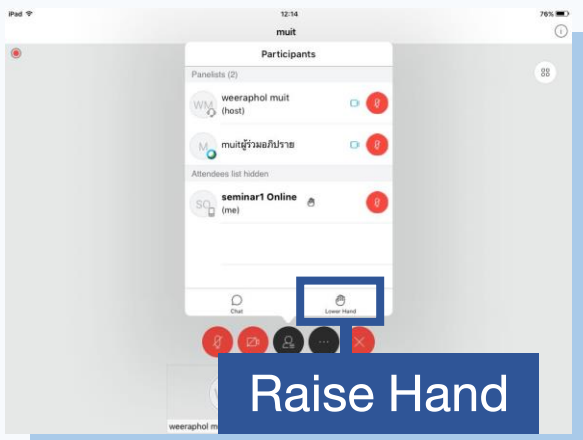 iPad 12:14 76%
muit
Participants
Panelists (2)
WM weeraphol muit
(host)
M muitผู้ร่วมอภิปราย
Attendees list hidden
SO seminar1 Online
(me)
Chat Lower Hand
Raise Hand
weeraphol m